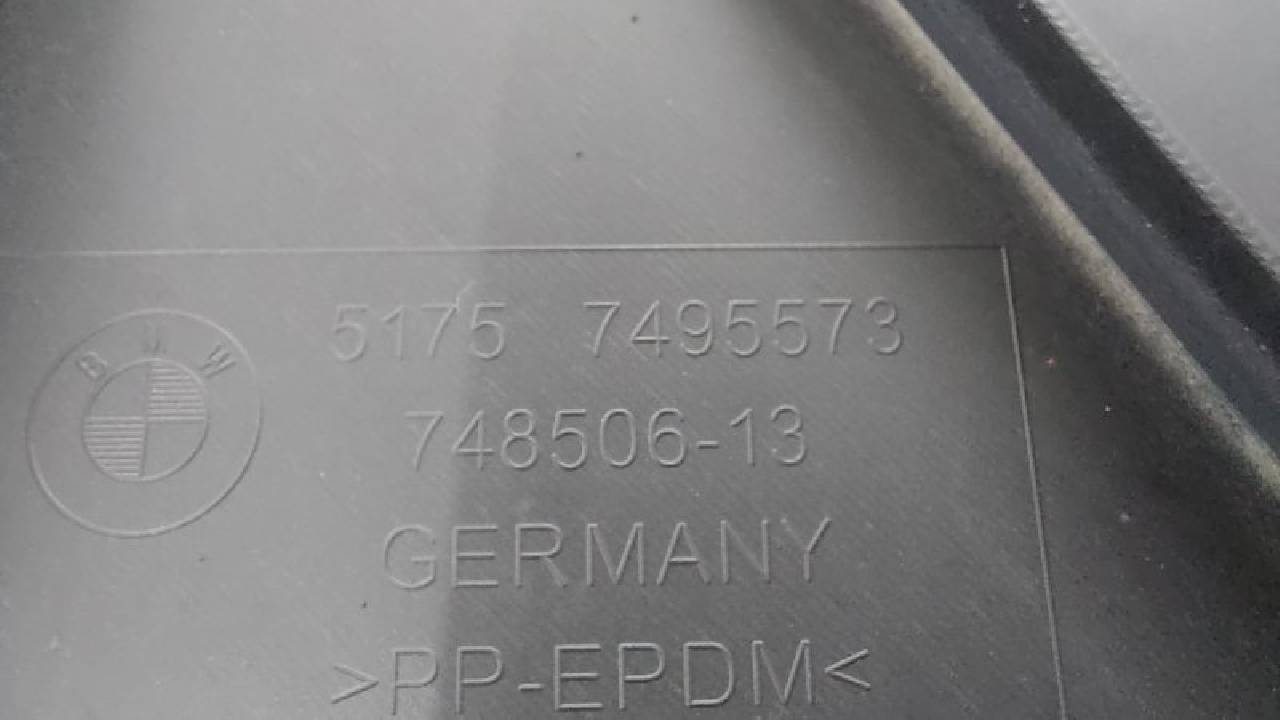 BMW
5175 7495573
748506-13
GERMANY
>PP-EPDM<